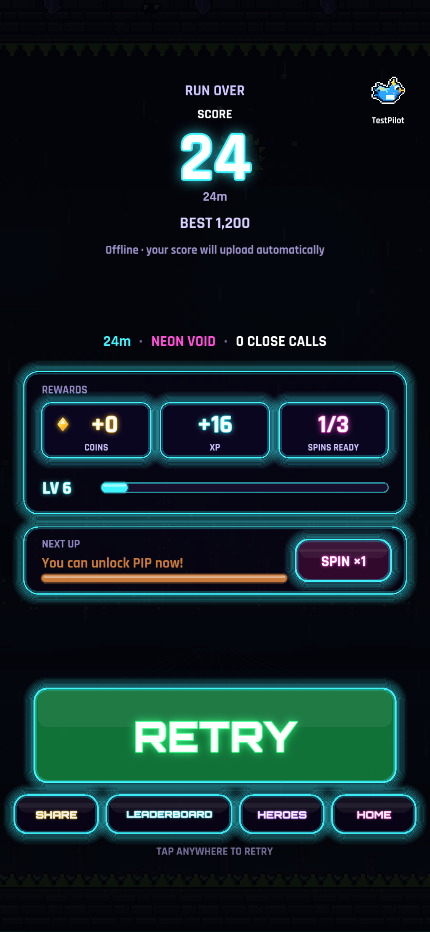 RUN OVER
SCORE
TestPilot
24
24m
BEST 1,200
Offline · your score will upload automatically
24m · NEON VOID · 0 CLOSE CALLS
REWARDS
+0 +16 1/3
COINS XP SPINS READY
LV 6
NEXT UP
You can unlock PIP now!
SPIN ×1
RETRY
SHARE LEADERBOARD HEROES HOME
TAP ANYWHERE TO RETRY